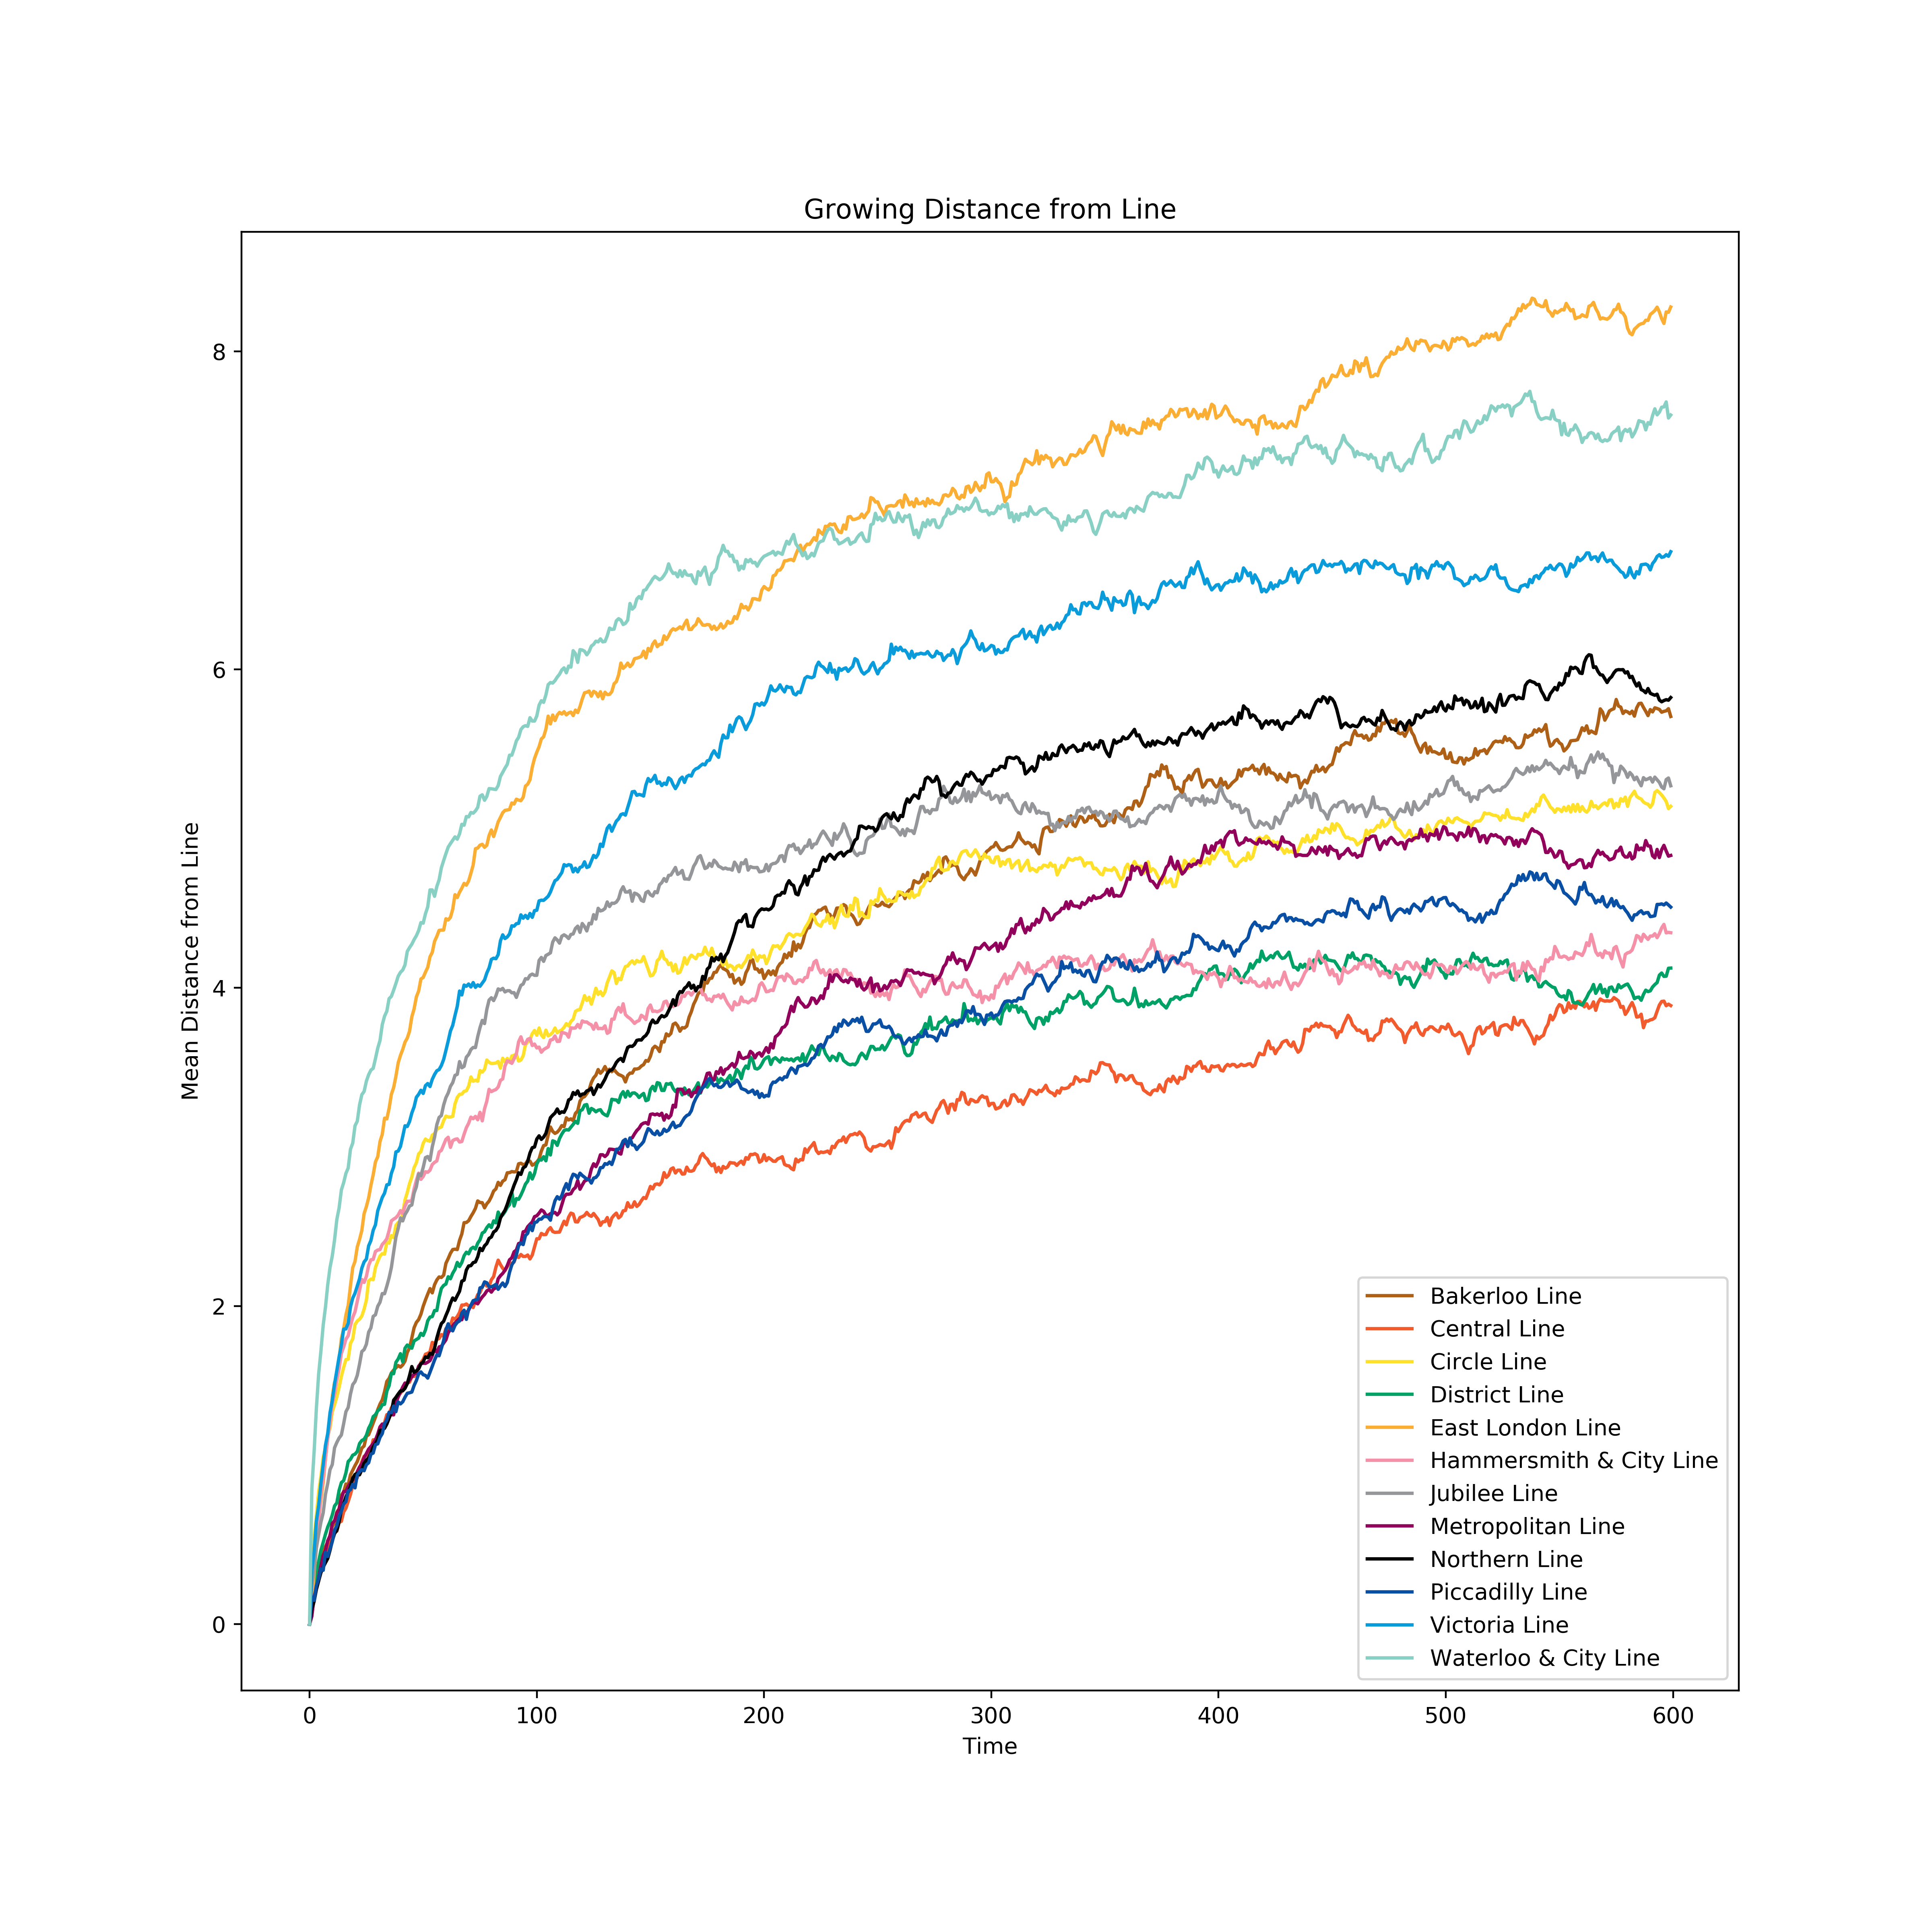 Growing Distance from Line
Mean Distance from Line
8
6
4
2
0
0 100 200 300 400 500 600
Time
Bakerloo Line
Central Line
Circle Line
District Line
East London Line
Hammersmith & City Line
Jubilee Line
Metropolitan Line
Northern Line
Piccadilly Line
Victoria Line
Waterloo & City Line